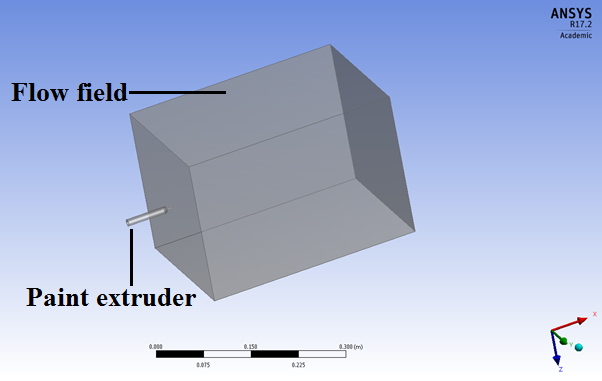 ANSYS
R17.2
Academic
Flow field
Paint extruder
0.000 0.150 0.300 (m)
0.075 0.225
X
Y
Z